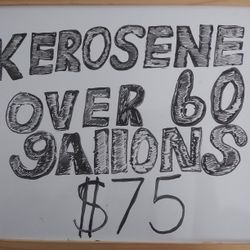 KEROSENE
OVER 60
gAllONS
$75